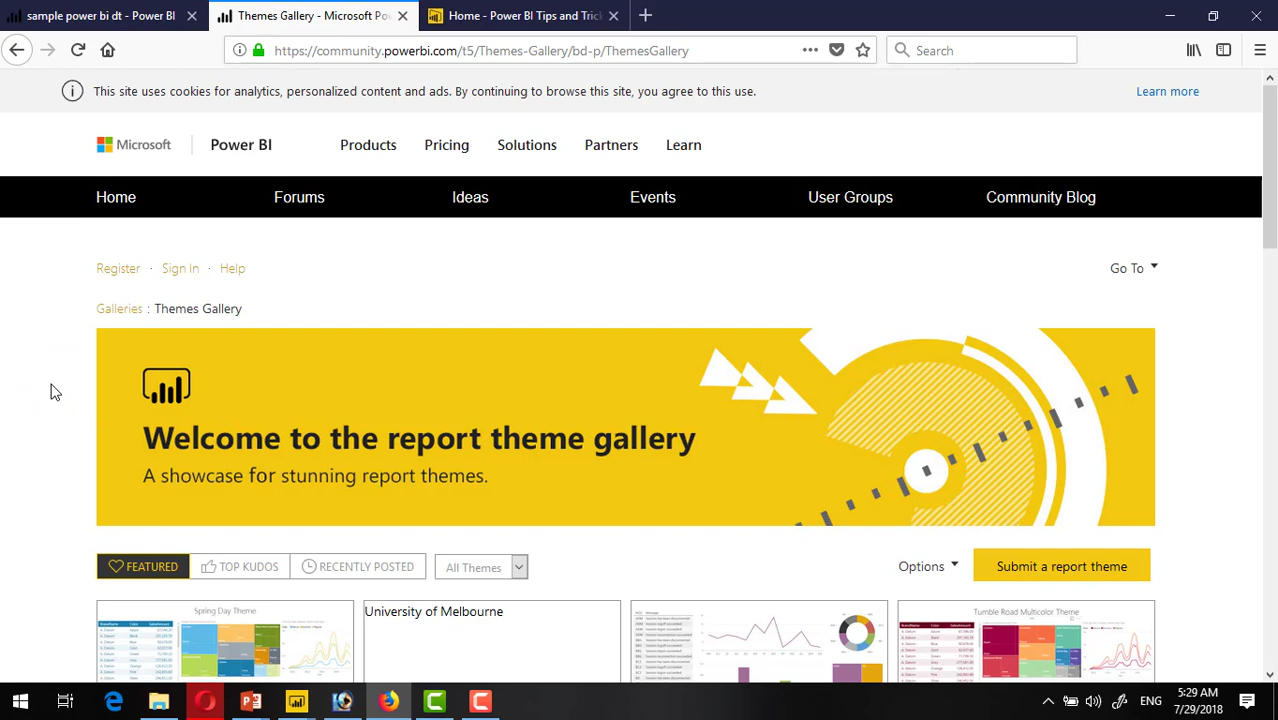 sample power bi dt - Power BI
Themes Gallery - Microsoft Po
Home - Power BI Tips and Tric
https://community.powerbi.com/t5/Themes-Gallery/bd-p/ThemesGallery
Search
This site uses cookies for analytics, personalized content and ads. By continuing to browse this site, you agree to this use.
Learn more
Microsoft
Power BI
Products
Pricing
Solutions
Partners
Learn
Home
Forums
Ideas
Events
User Groups
Community Blog
Register · Sign In · Help
Go To
Galleries : Themes Gallery
Welcome to the report theme gallery
A showcase for stunning report themes.
FEATURED
TOP KUDOS
RECENTLY POSTED
All Themes
Options
Submit a report theme
Spring Day Theme
University of Melbourne
Tumble Road Multicolor Theme
ENG
5:29 AM
7/29/2018